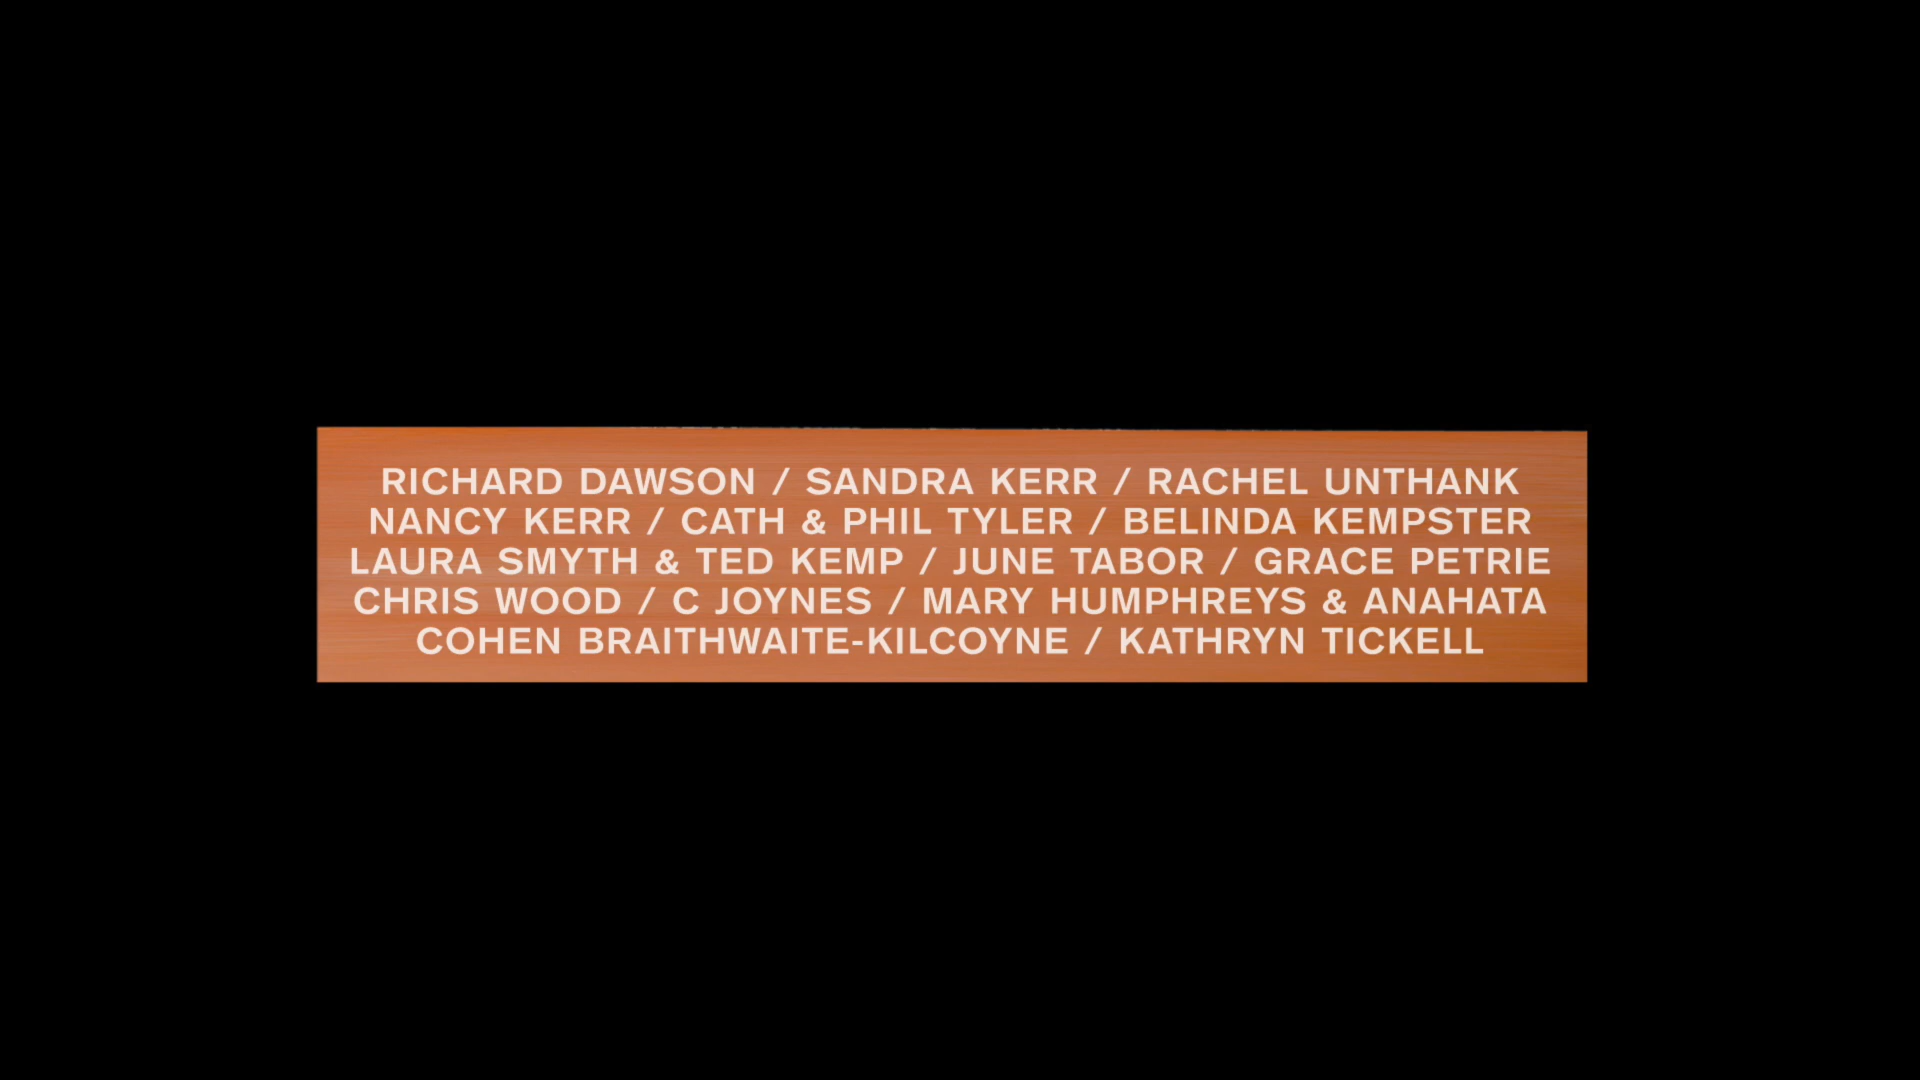 RICHARD DAWSON / SANDRA KERR / RACHEL UNTHANK
NANCY KERR / CATH & PHIL TYLER / BELINDA KEMPSTER
LAURA SMYTH & TED KEMP / JUNE TABOR / GRACE PETRIE
CHRIS WOOD / C JOYNES / MARY HUMPHREYS & ANAHATA
COHEN BRAITHWAITE-KILCOYNE / KATHRYN TICKELL